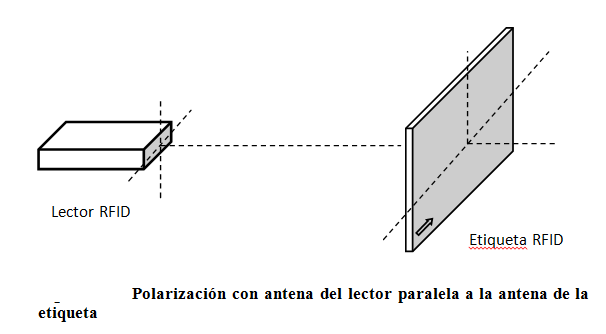 Lector RFID
Etiqueta RFID
Polarización con antena del lector paralela a la antena de la
etiqueta